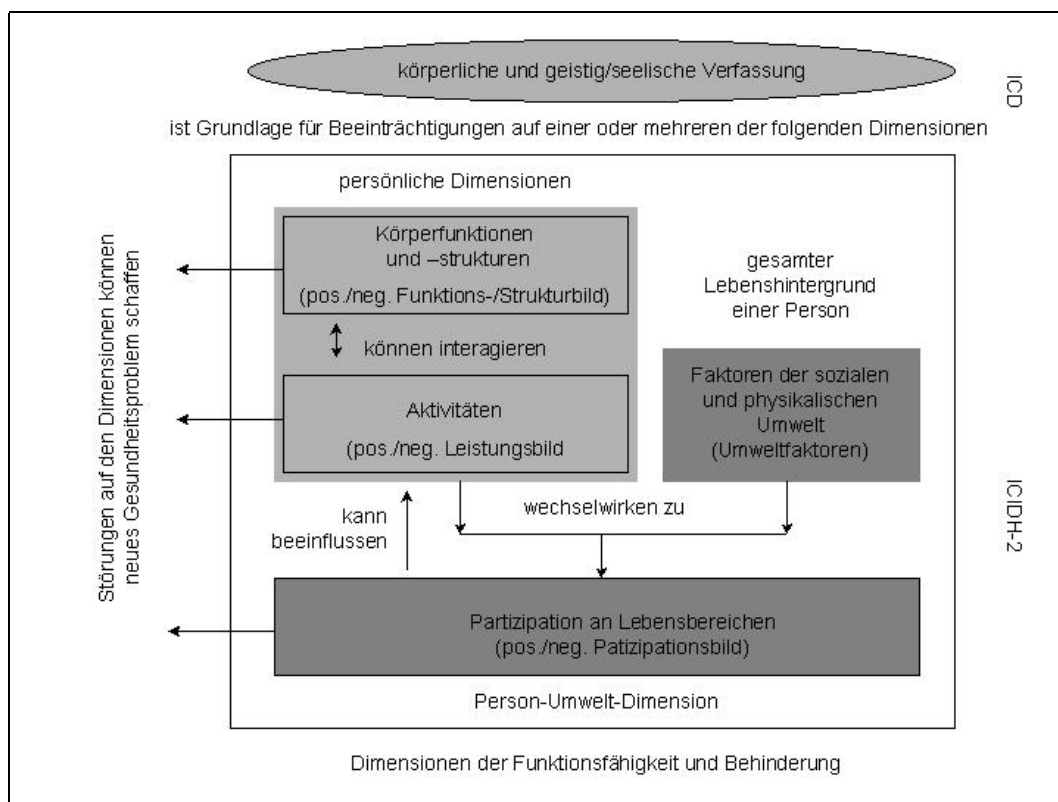 körperliche und geistig/seelische Verfassung
ICD
ist Grundlage für Beeinträchtigungen auf einer oder mehreren der folgenden Dimensionen
persönliche Dimensionen
Körperfunktionen
und –strukturen
(pos./neg. Funktions-/Strukturbild)
können interagieren
Aktivitäten
(pos./neg. Leistungsbild
gesamter
Lebenshintergrund
einer Person
Faktoren der sozialen
und physikalischen
Umwelt
(Umweltfaktoren)
Störungen auf den Dimensionen können
neues Gesundheitsproblem schaffen
kann
beeinflussen
wechselwirken zu
ICIDH-2
Partizipation an Lebensbereichen
(pos./neg. Patizipationsbild)
Person-Umwelt-Dimension
Dimensionen der Funktionsfähigkeit und Behinderung